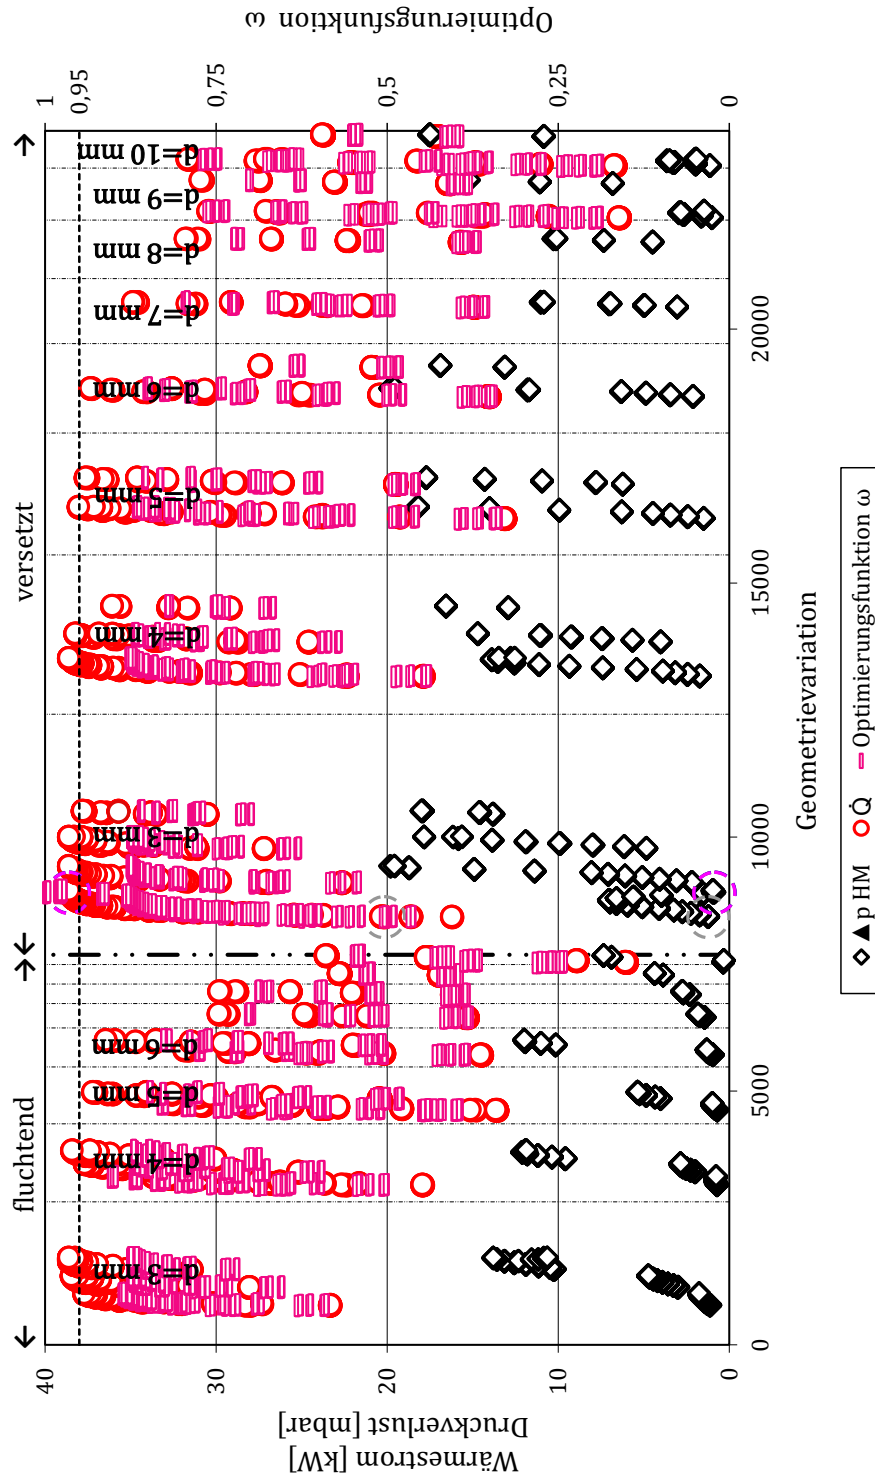 fluchtend
versetzt
Wärmestrom [kW]
Druckverlust [mbar]
40
30
20
10
0
Optimierungsfunktion ω
1
0,95
0,75
0,5
0,25
0
d=3 mm
d=4 mm
d=5 mm
d=6 mm
d=3 mm
d=4 mm
d=5 mm
d=6 mm
d=7 mm
d=8 mm
d=9 mm
d=10 mm
0
5000
10000
15000
20000
Geometrievariation
▲p HM
Q̇
Optimierungsfunktion ω